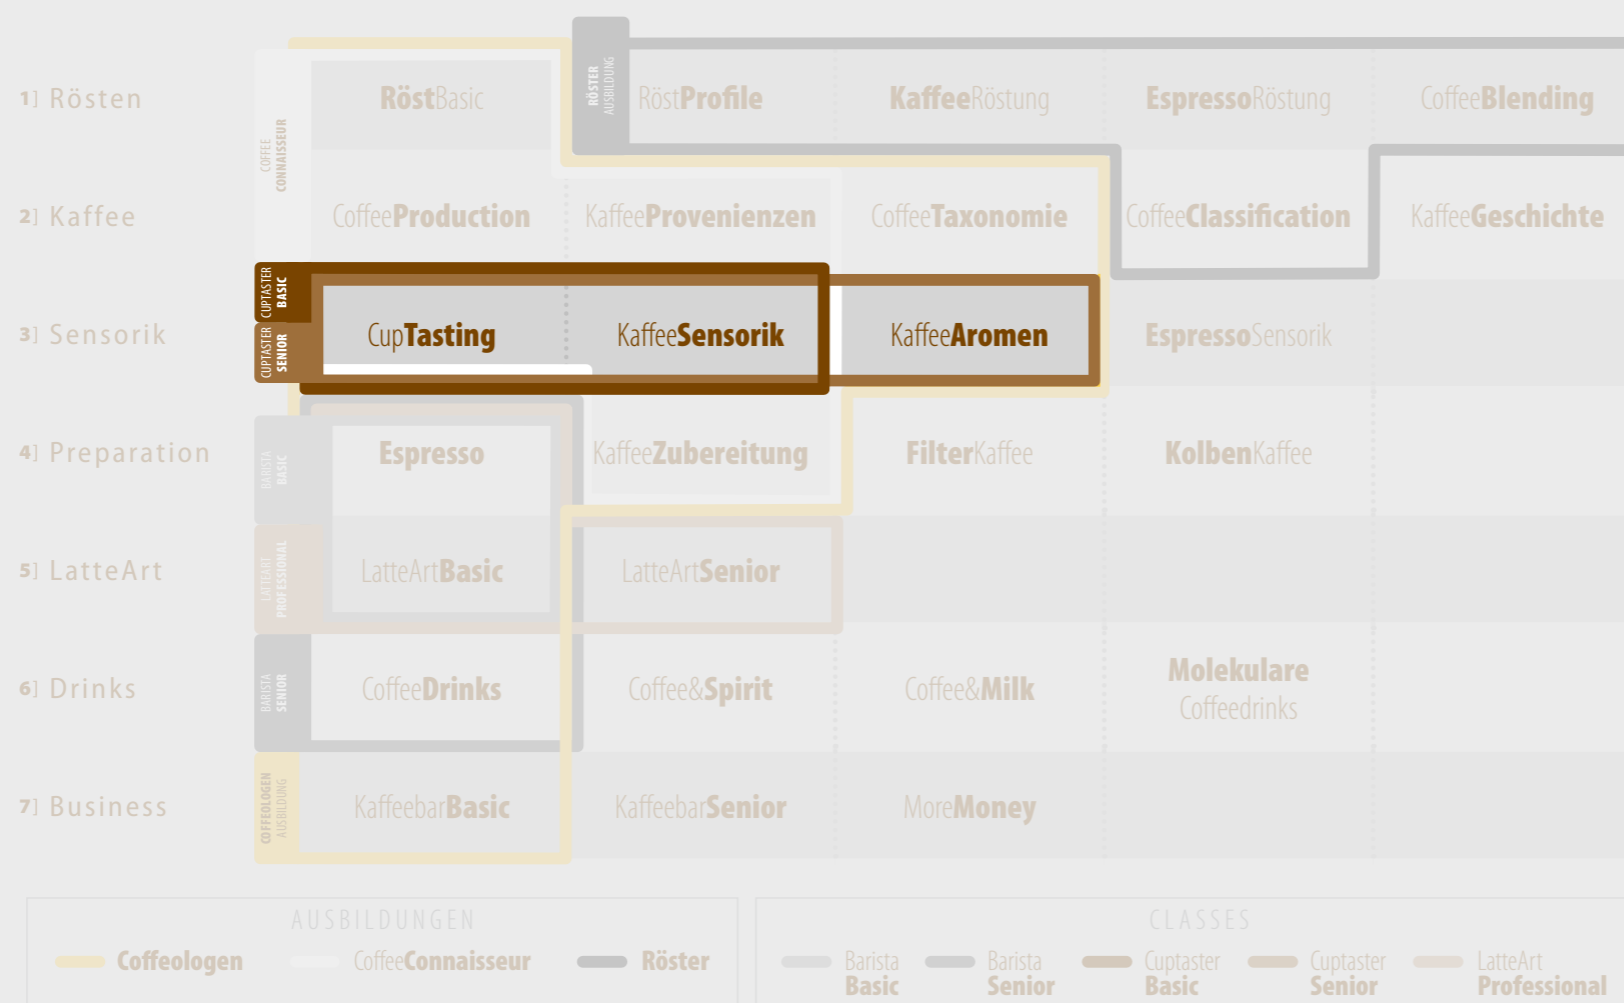 RÖSTER
AUSBILDUNG
1] Rösten
RöstBasic
RöstProfile
KaffeeRöstung
EspressoRöstung
CoffeeBlending
COFFEE
CONNAISSEUR
2] Kaffee
CoffeeProduction
KaffeeProvenienzen
CoffeeTaxonomie
CoffeeClassification
KaffeeGeschichte
CUPTASTER
BASIC
3] Sensorik
CUPTASTER
SENIOR
CupTasting
KaffeeSensorik
KaffeeAromen
EspressoSensorik
4] Preparation
BARISTA
BASIC
Espresso
KaffeeZubereitung
FilterKaffee
KolbenKaffee
5] LatteArt
LATTEART
PROFESSIONAL
LatteArtBasic
LatteArtSenior
6] Drinks
BARISTA
SENIOR
CoffeeDrinks
Coffee&Spirit
Coffee&Milk
Molekulare
Coffeedrinks
7] Business
COFFEOLOGEN
AUSBILDUNG
KaffeebarBasic
KaffeebarSenior
MoreMoney
AUSBILDUNGEN
Coffeologen
CoffeeConnaisseur
Röster
CLASSES
Barista
Basic
Barista
Senior
Cuptaster
Basic
Cuptaster
Senior
LatteArt
Professional